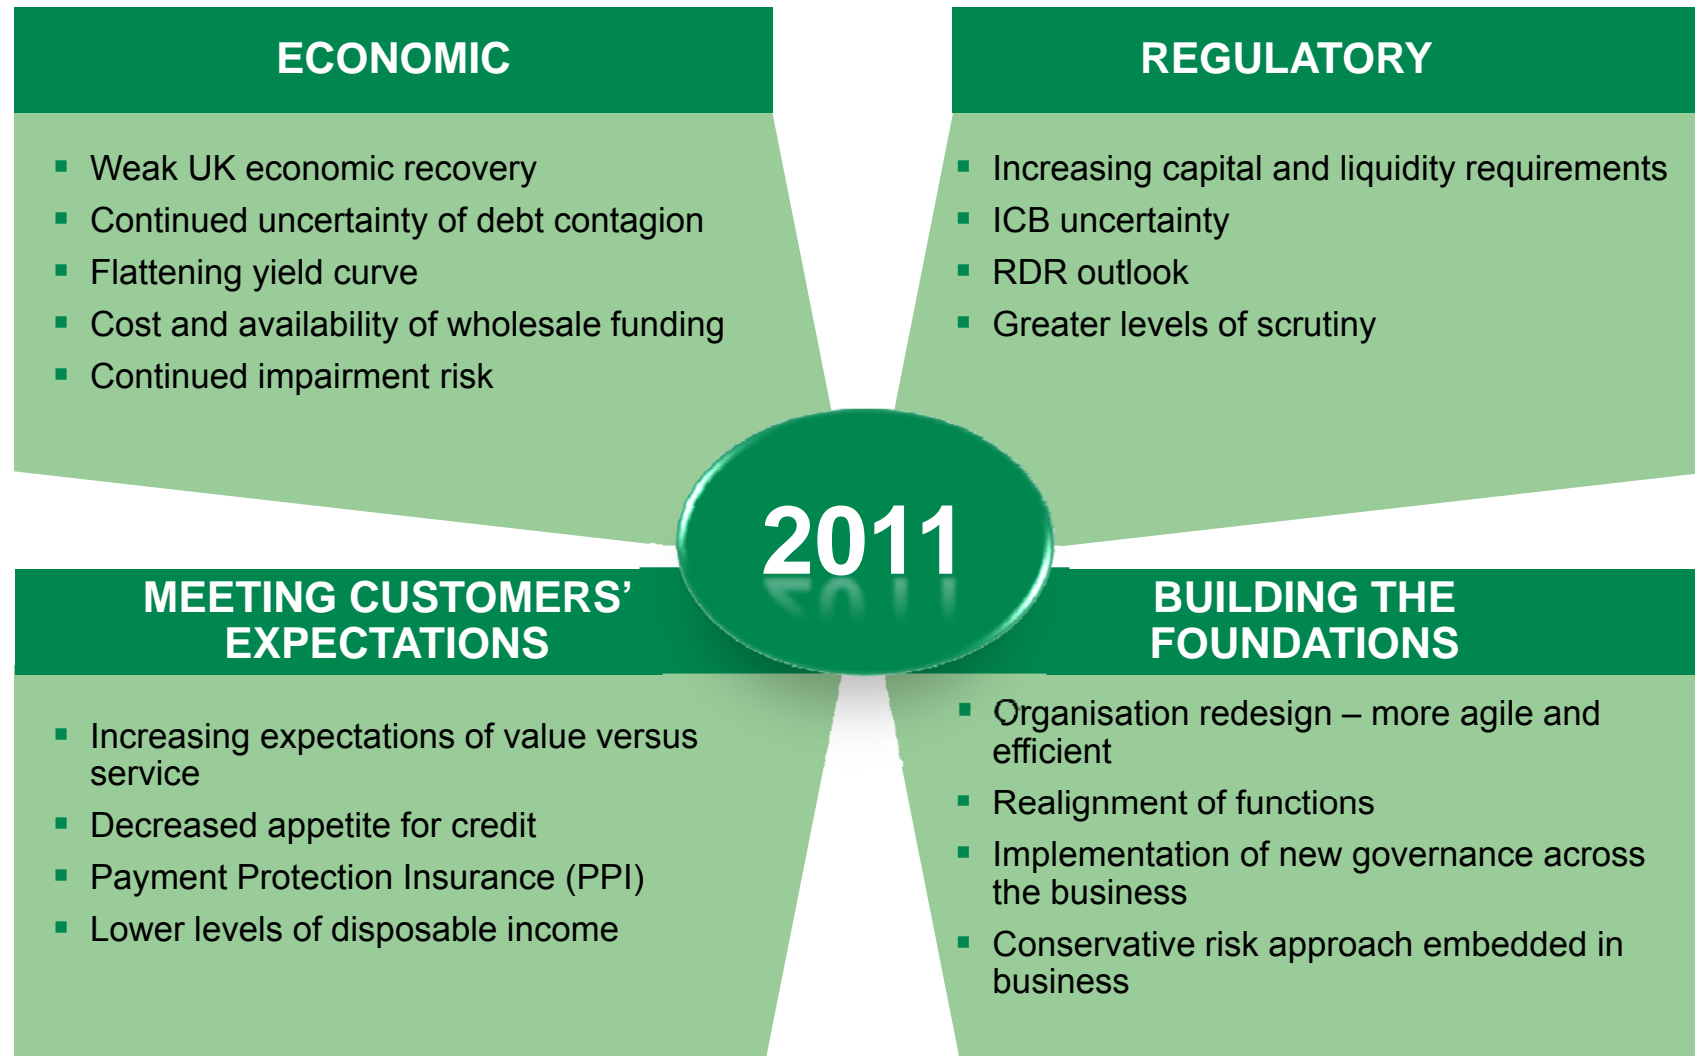 ECONOMIC
▪ Weak UK economic recovery
▪ Continued uncertainty of debt contagion
▪ Flattening yield curve
▪ Cost and availability of wholesale funding
▪ Continued impairment risk
REGULATORY
▪ Increasing capital and liquidity requirements
▪ ICB uncertainty
▪ RDR outlook
▪ Greater levels of scrutiny
2011
MEETING CUSTOMERS’
EXPECTATIONS
▪ Increasing expectations of value versus
service
▪ Decreased appetite for credit
▪ Payment Protection Insurance (PPI)
▪ Lower levels of disposable income
BUILDING THE
FOUNDATIONS
▪ Organisation redesign – more agile and
efficient
▪ Realignment of functions
▪ Implementation of new governance across
the business
▪ Conservative risk approach embedded in
business